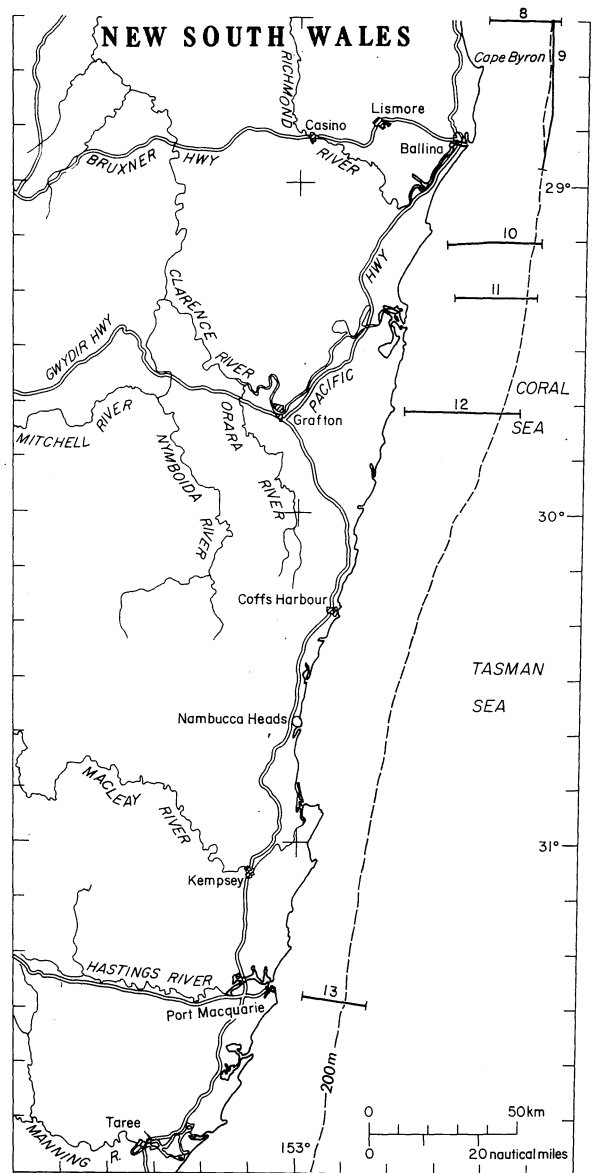 NEW SOUTH WALES
8
Cape Byron
9
RICHMOND
RIVER
Lismore
Casino
Ballina
BRUXNER HWY
29°
10
HWY
11
CLARENCE
RIVER
GWYDIR HWY
PACIFIC
CORAL
SEA
12
MITCHELL RIVER
ORARA
RIVER
Grafton
NYMBOIDA
RIVER
30°
Coffs Harbour
TASMAN
SEA
Nambucca Heads
MACLEAY
RIVER
31°
Kempsey
HASTINGS RIVER
13
Port Macquarie
200m
0 50km
Taree
MANNING
R.
153°
0 20 nautical miles